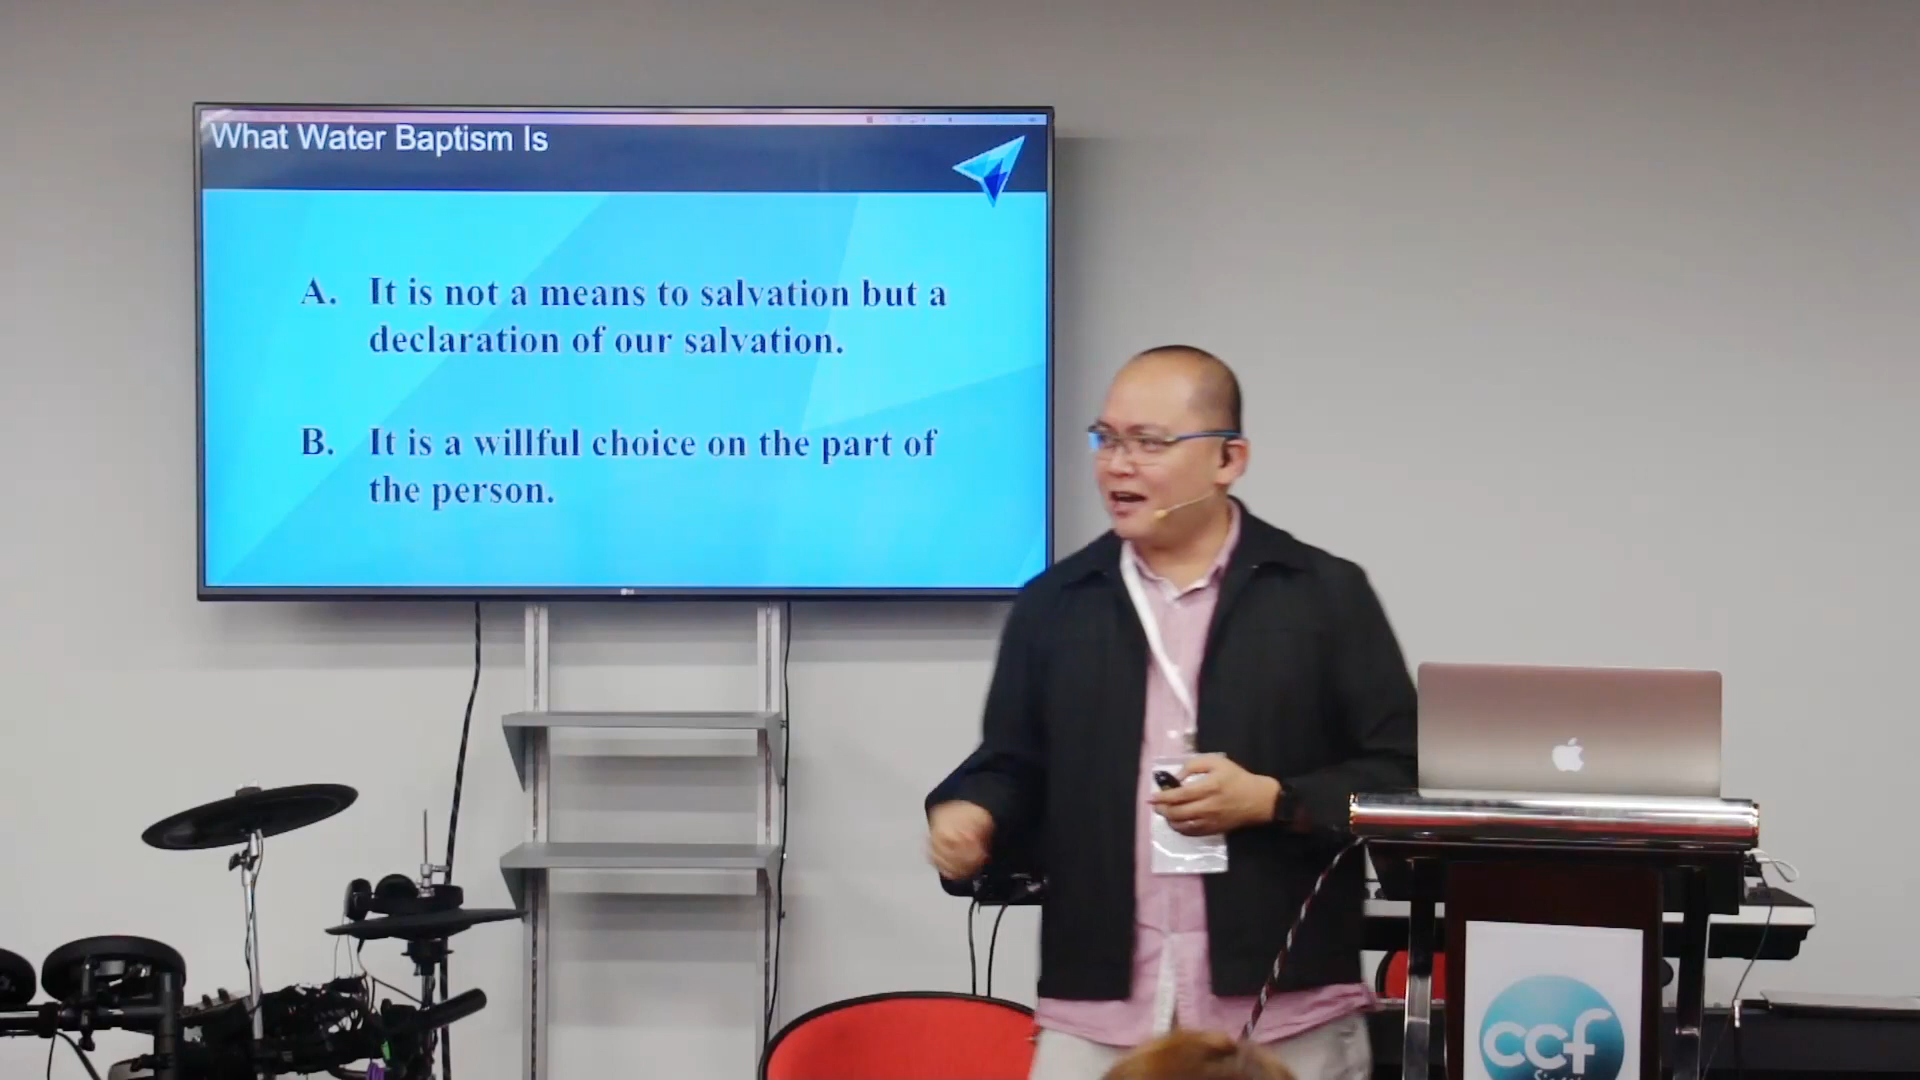 What Water Baptism Is
A. It is not a means to salvation but a
declaration of our salvation.
B. It is a willful choice on the part of
the person.
ccf